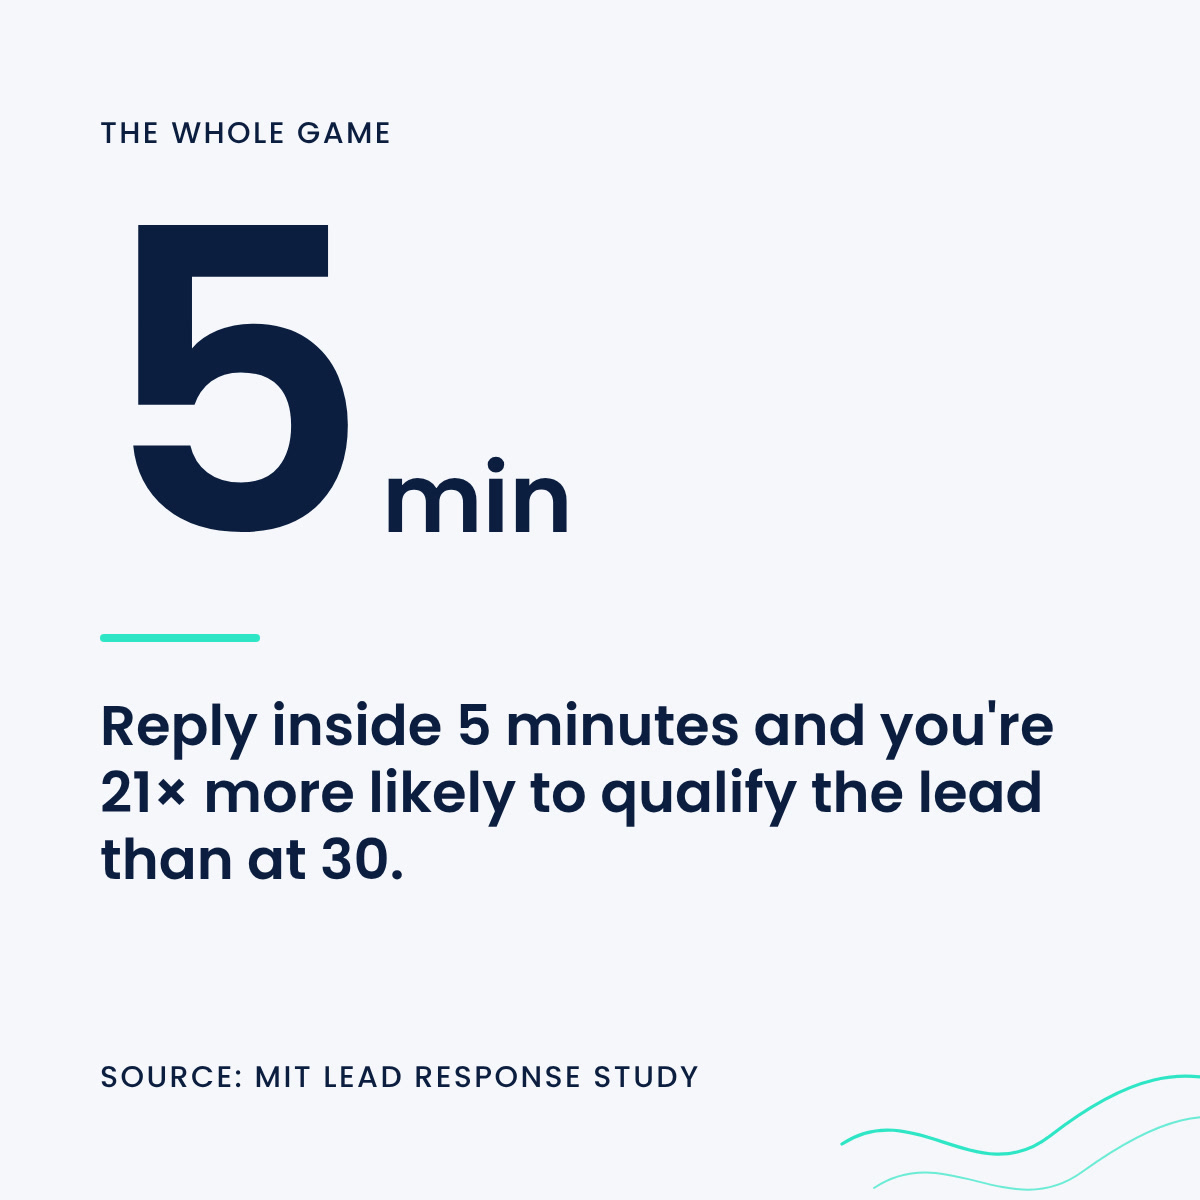 THE WHOLE GAME
5 min
Reply inside 5 minutes and you're
21× more likely to qualify the lead
than at 30.
SOURCE: MIT LEAD RESPONSE STUDY